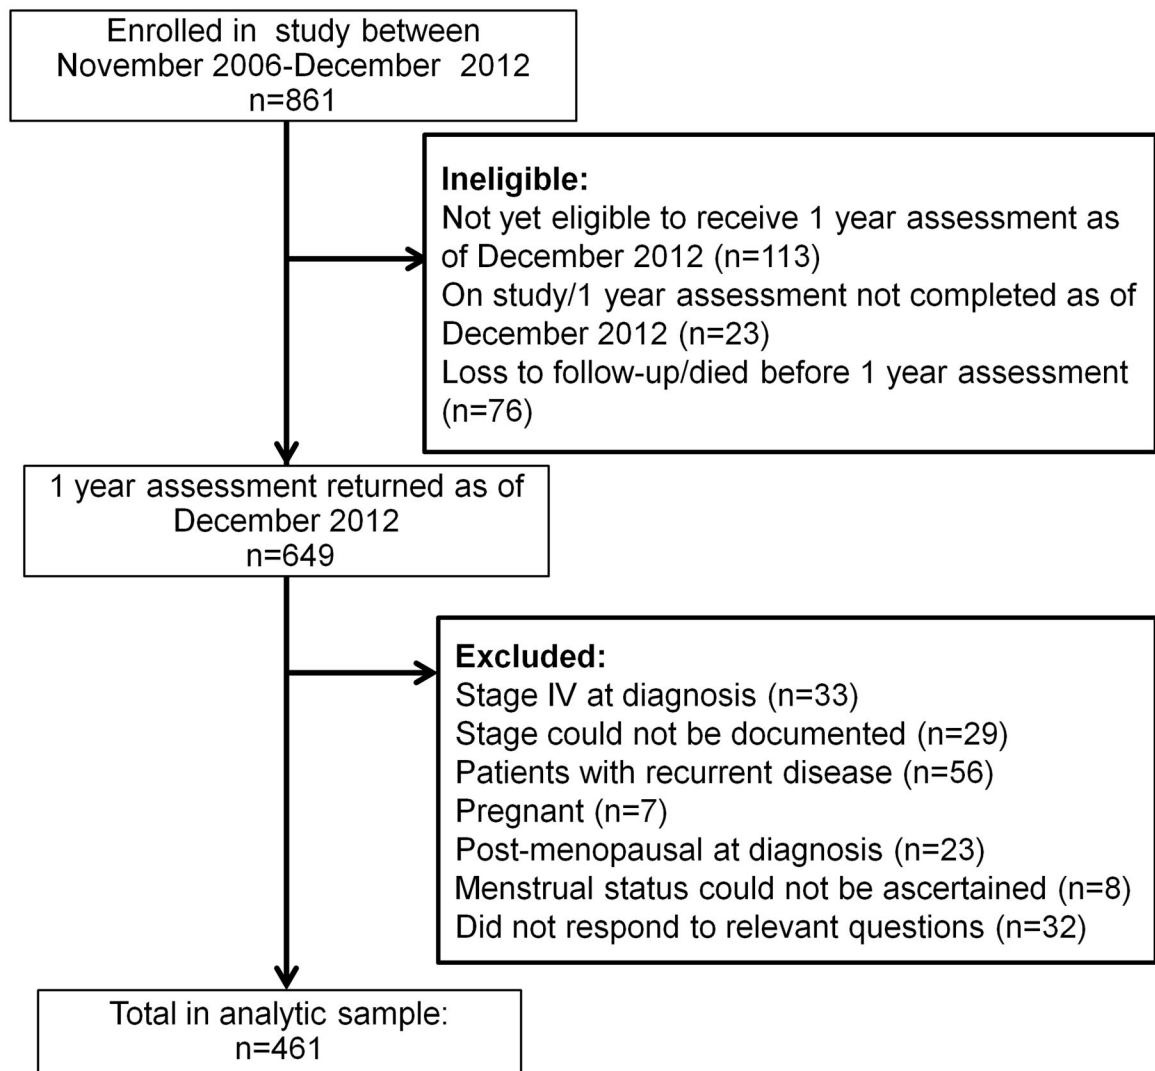 Enrolled in study between
November 2006-December 2012
n=861
Ineligible:
Not yet eligible to receive 1 year assessment as
of December 2012 (n=113)
On study/1 year assessment not completed as of
December 2012 (n=23)
Loss to follow-up/died before 1 year assessment
(n=76)
1 year assessment returned as of
December 2012
n=649
Excluded:
Stage IV at diagnosis (n=33)
Stage could not be documented (n=29)
Patients with recurrent disease (n=56)
Pregnant (n=7)
Post-menopausal at diagnosis (n=23)
Menstrual status could not be ascertained (n=8)
Did not respond to relevant questions (n=32)
Total in analytic sample:
n=461